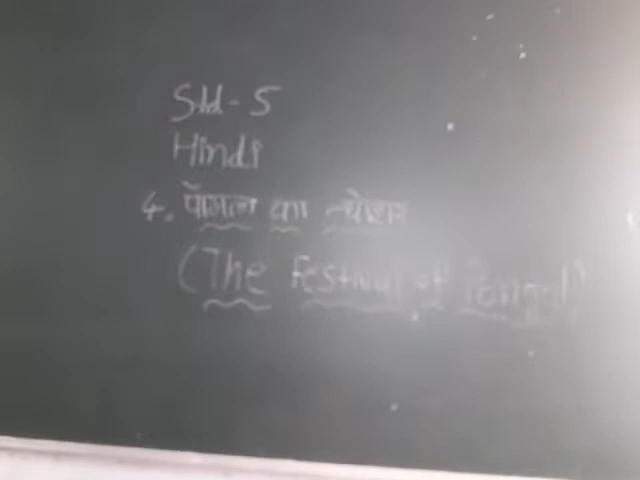 Std - 5
Hindi
4. पोंगल का त्योहार
(The Festival of Pongal)